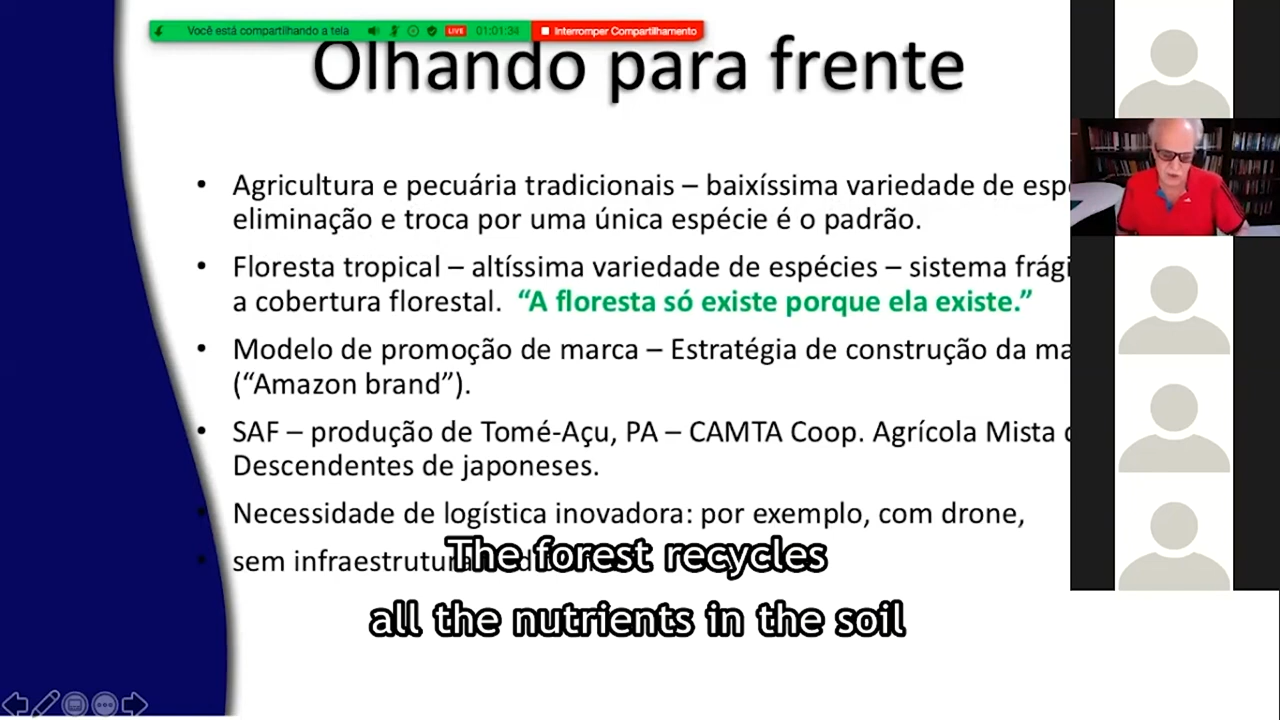 Você está compartilhando a tela
LIVE
01:01:34
Interromper Compartilhamento
Olhando para frente
• Agricultura e pecuária tradicionais – baixíssima variedade de
eliminação e troca por uma única espécie é o padrão.
• Floresta tropical – altíssima variedade de espécies – sistema
a cobertura florestal. “A floresta só existe porque ela existe.”
• Modelo de promoção de marca – Estratégia de construção da
(“Amazon brand”).
• SAF – produção de Tomé-Açu, PA – CAMTA Coop. Agrícola Mista
Descendentes de japoneses.
• Necessidade de logística inovadora: por exemplo, com drone,
• sem infraestrutura
The forest recycles
all the nutrients in the soil